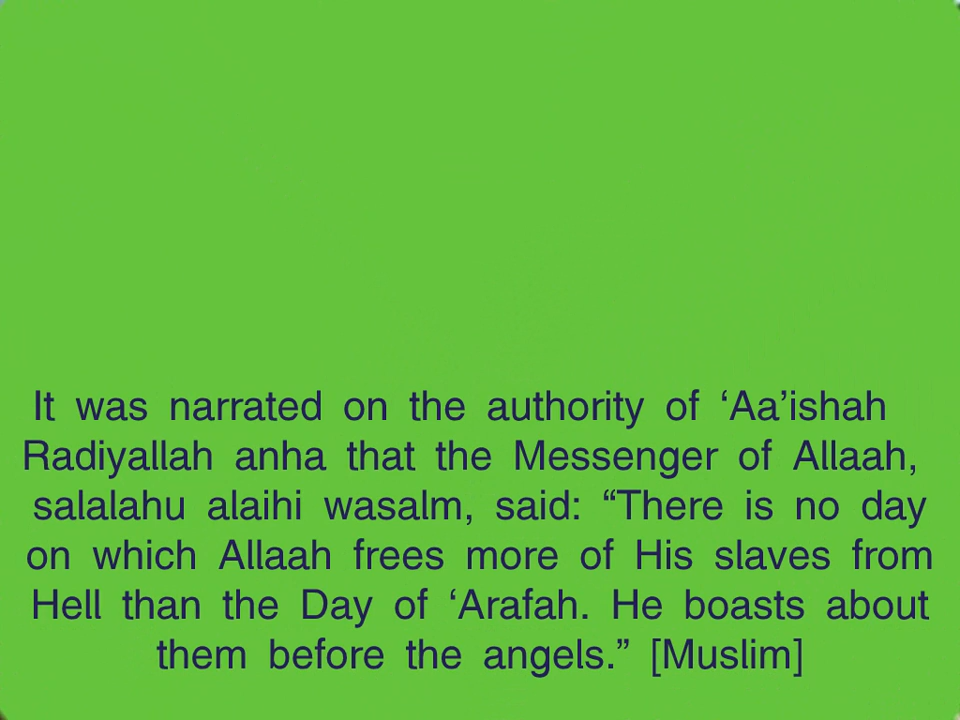 It was narrated on the authority of ‘Aa’ishah
Radiyallah anha that the Messenger of Allaah,
salalahu alaihi wasalm, said: “There is no day
on which Allaah frees more of His slaves from
Hell than the Day of ‘Arafah. He boasts about
them before the angels.” [Muslim]